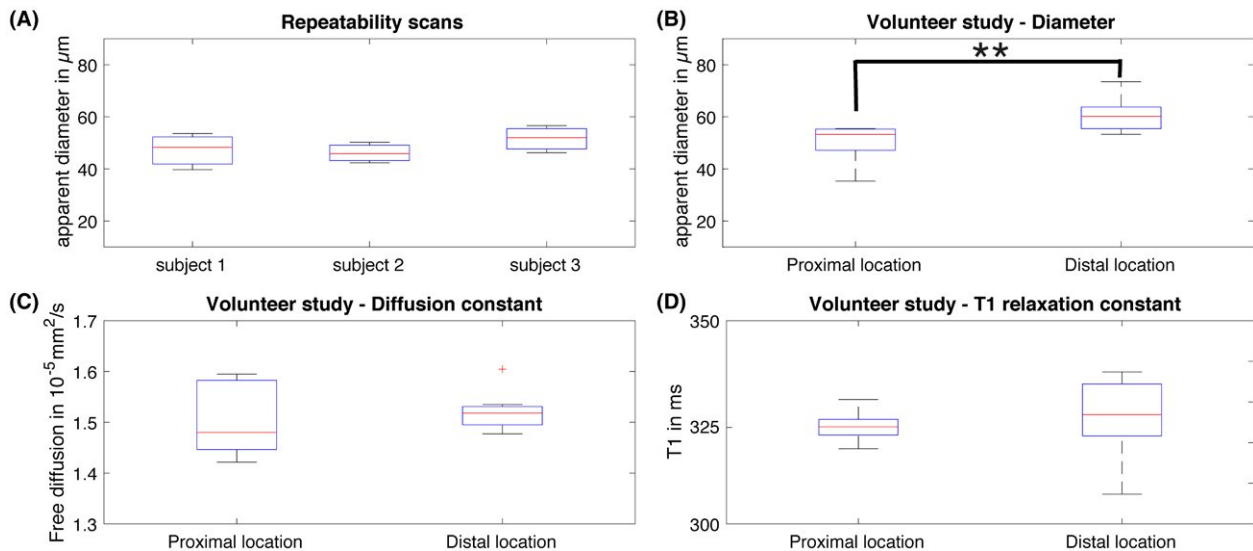 (A)
Repeatability scans
apparent diameter in µm
80
60
40
20
subject 1
subject 2
subject 3
(B)
Volunteer study - Diameter
apparent diameter in µm
80
60
40
20
**
Proximal location
Distal location
(C)
Volunteer study - Diffusion constant
Free diffusion in 10⁻⁵mm²/s
1.7
1.6
1.5
1.4
1.3
Proximal location
Distal location
(D)
Volunteer study - T1 relaxation constant
T1 in ms
350
325
300
Proximal location
Distal location